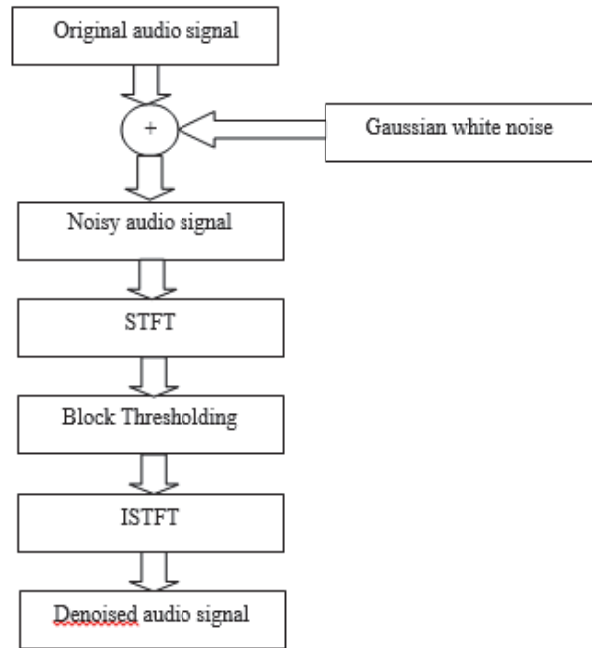 Original audio signal
+
Gaussian white noise
Noisy audio signal
STFT
Block Thresholding
ISTFT
Denoised audio signal